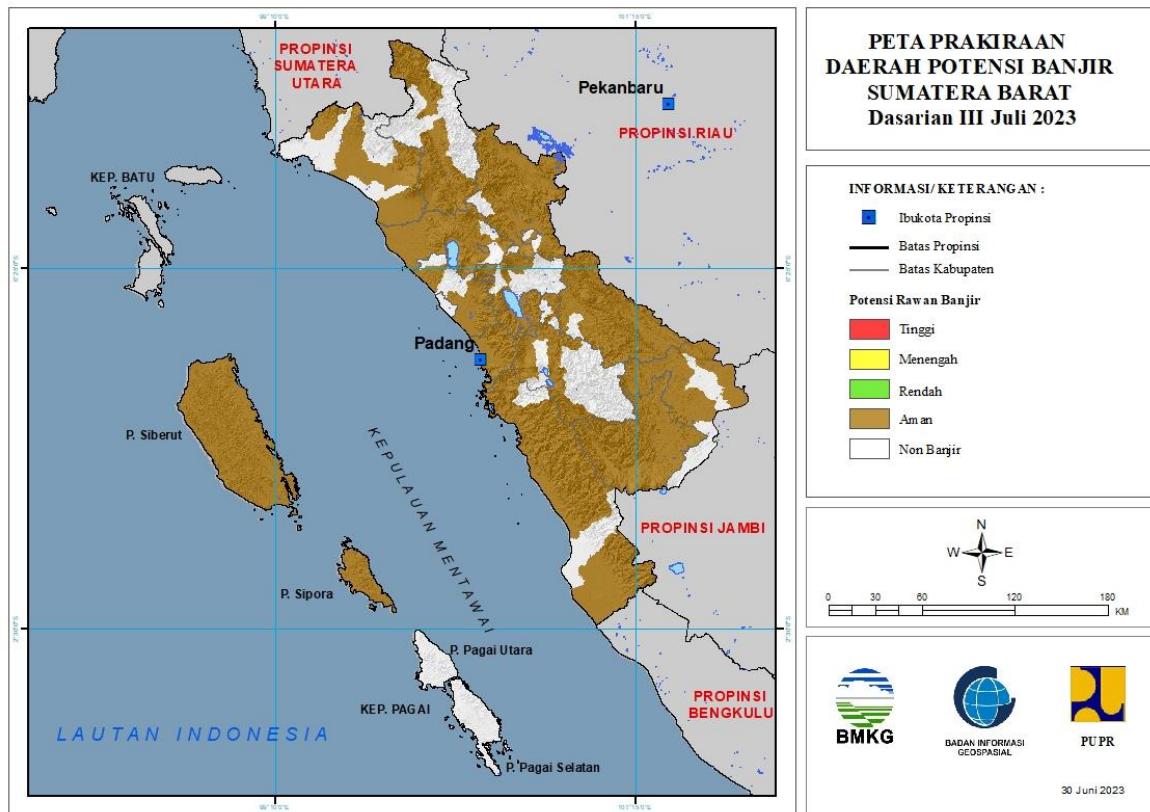 PETA PRAKIRAAN
DAERAH POTENSI BANJIR
SUMATERA BARAT
Dasarian III Juli 2023
INFORMASI/ KETERANGAN :
Ibukota Propinsi
Batas Propinsi
Batas Kabupaten
Potensi Rawan Banjir
Tinggi
Menengah
Rendah
Aman
Non Banjir
N
W
E
S
0
30
60
120
180
KM
BMKG
BADAN INFORMASI
GEOSPASIAL
PUPR
30 Juni 2023
PROPINSI
SUMATERA
UTARA
Pekanbaru
PROPINSI RIAU
KEP. BATU
Padang
P. Siberut
KEPULAUAN MENTAWAI
PROPINSI JAMBI
P. Sipora
P. Pagai Utara
KEP. PAGAI
PROPINSI
BENGKULU
LAUTAN INDONESIA
P. Pagai Selatan